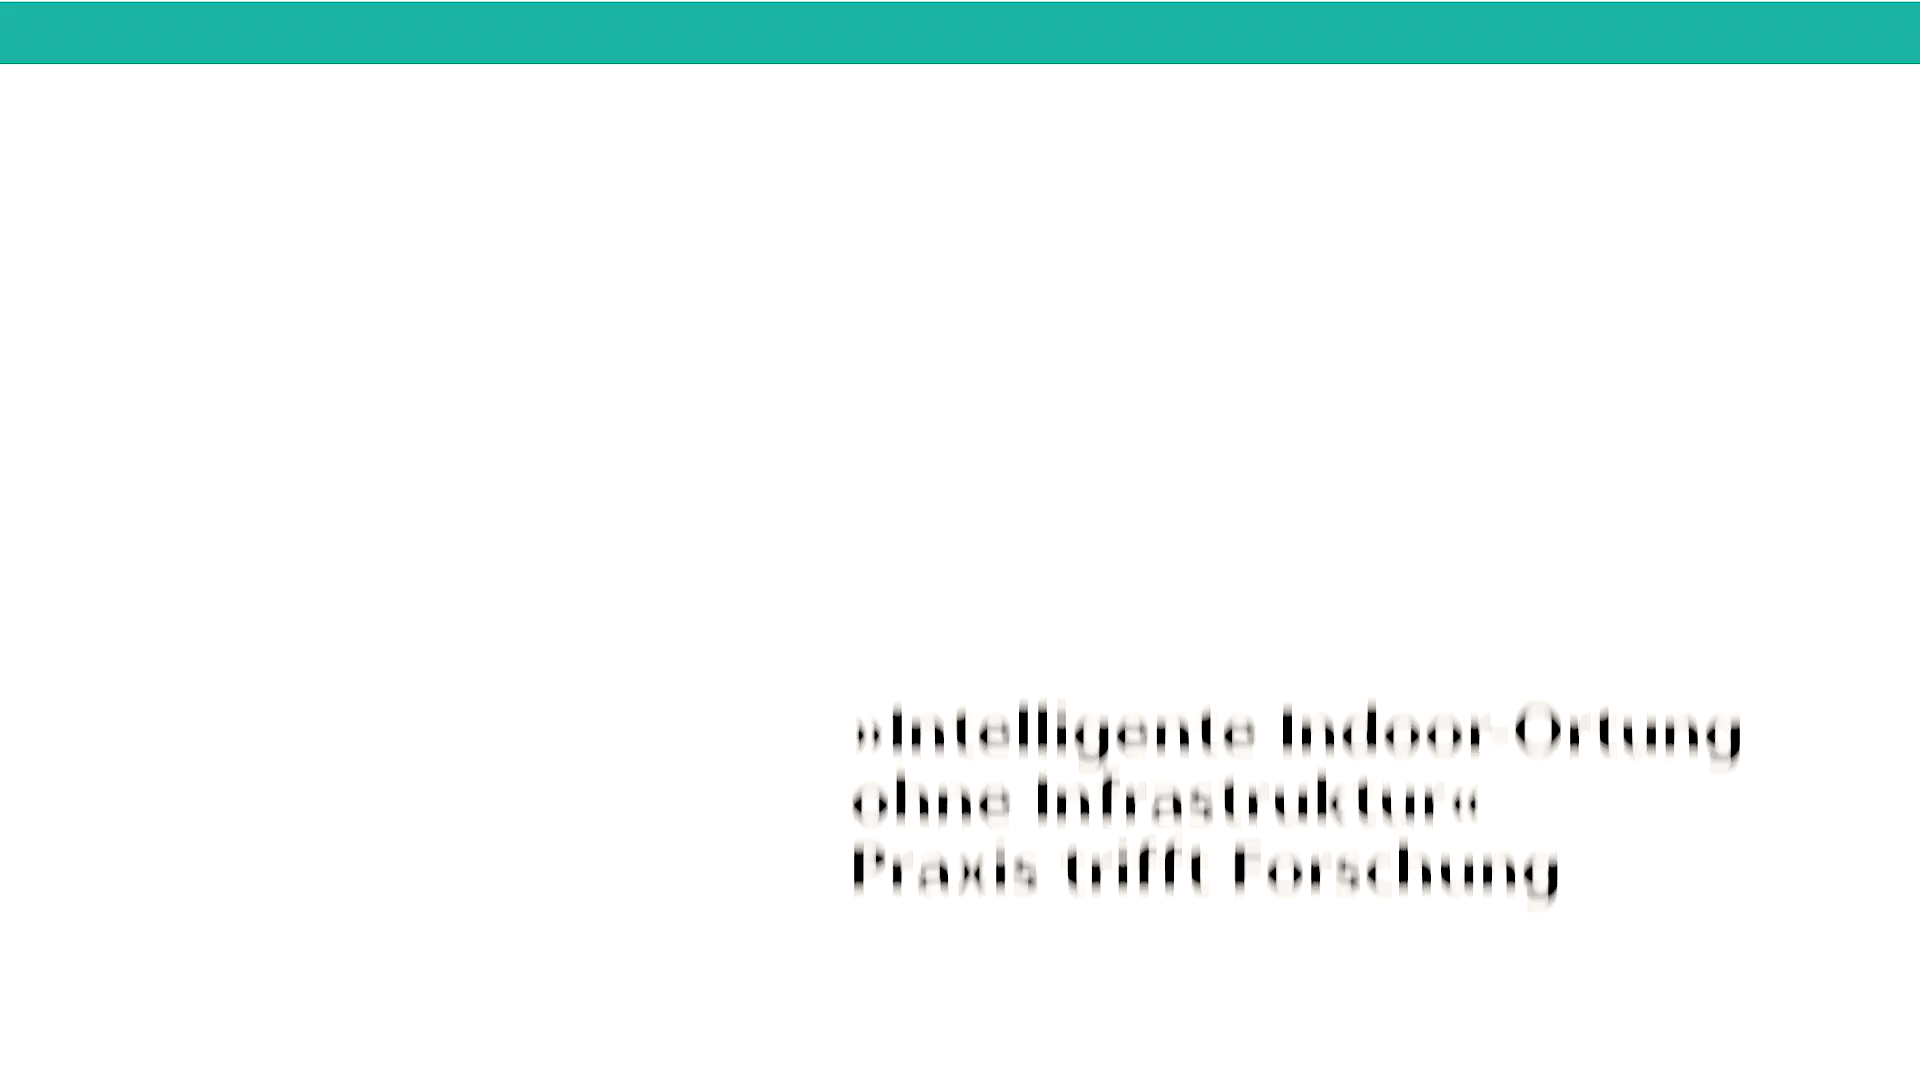 »Intelligente Indoor-Ortung
ohne Infrastruktur«
Praxis trifft Forschung